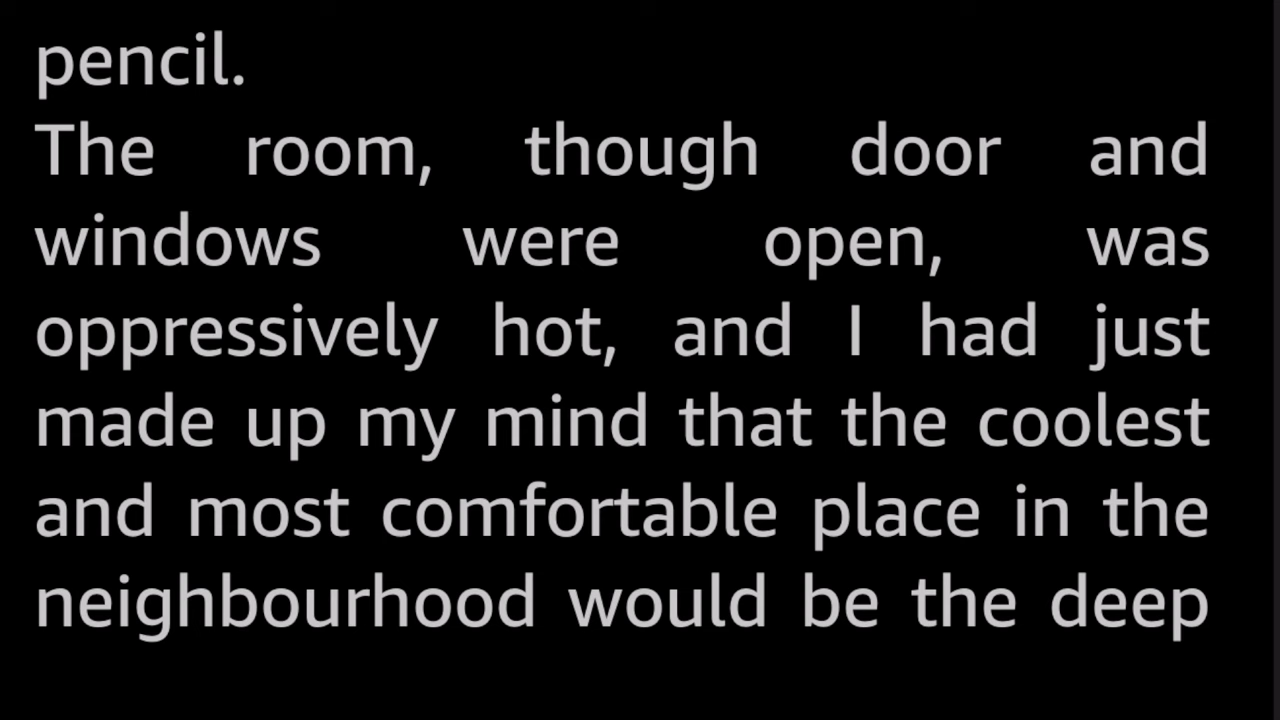 pencil.
The room, though door and
windows were open, was
oppressively hot, and I had just
made up my mind that the coolest
and most comfortable place in the
neighbourhood would be the deep